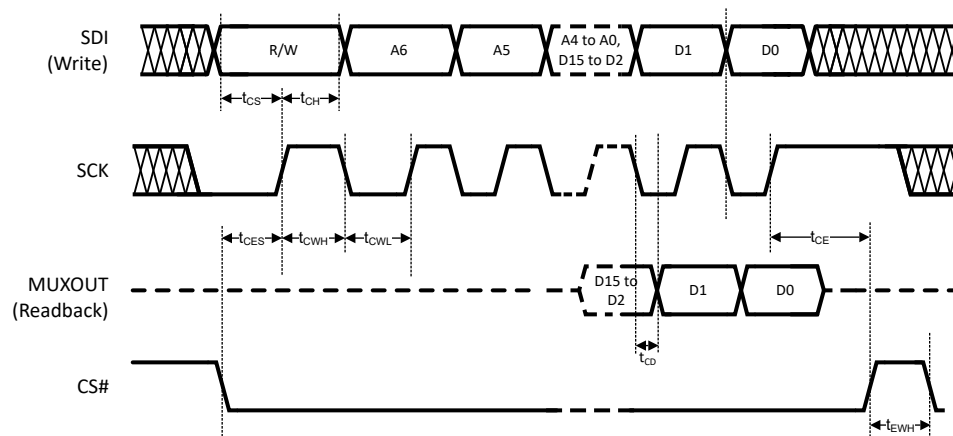 SDI
(Write)
R/W
A6
A5
A4 to A0,
D15 to D2
D1
D0
tCS
tCH
SCK
tCES
tCWH
tCWL
tCE
MUXOUT
(Readback)
D15 to
D2
D1
D0
tCD
CS#
tEWH